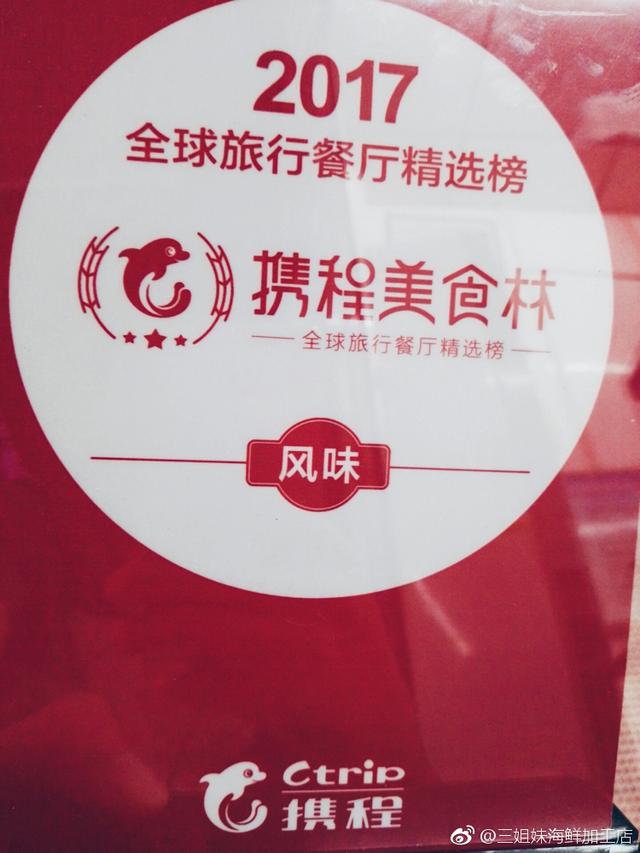 2017
全球旅行餐厅精选榜
携程美食林
全球旅行餐厅精选榜
风味
Ctrip
携程
@三姐妹海鲜加工店